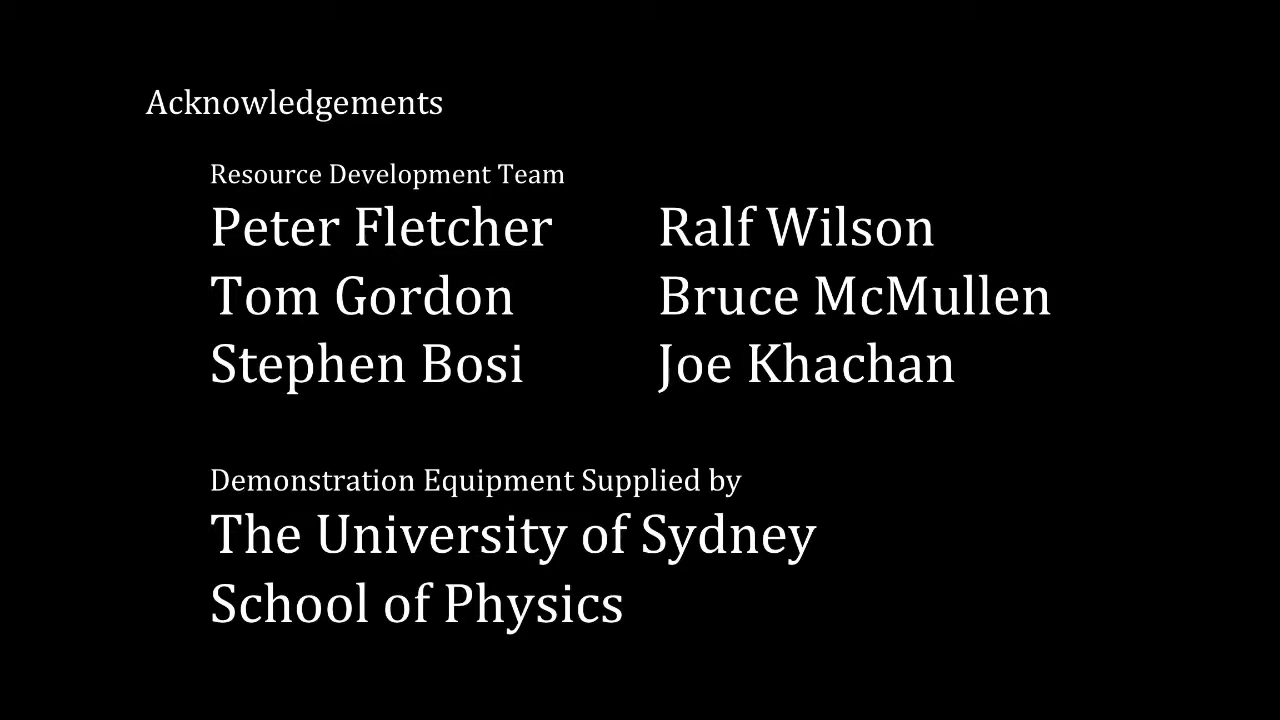 Acknowledgements
Resource Development Team
Peter Fletcher
Ralf Wilson
Tom Gordon
Bruce McMullen
Stephen Bosi
Joe Khachan
Demonstration Equipment Supplied by
The University of Sydney
School of Physics